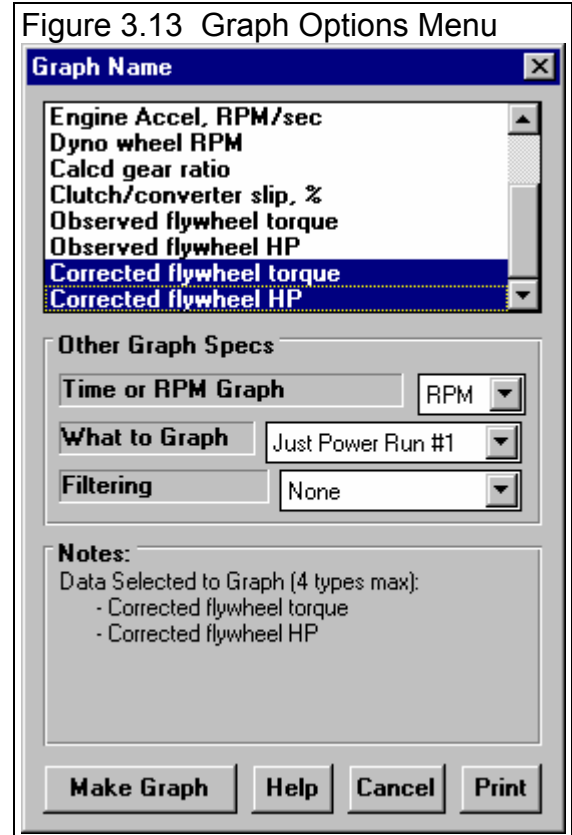 Figure 3.13  Graph Options Menu
Graph Name
Engine Accel, RPM/sec
Dyno wheel RPM
Calcd gear ratio
Clutch/converter slip, %
Observed flywheel torque
Observed flywheel HP
Corrected flywheel torque
Corrected flywheel HP
Other Graph Specs
Time or RPM Graph RPM
What to Graph Just Power Run #1
Filtering None
Notes:
Data Selected to Graph (4 types max):
- Corrected flywheel torque
- Corrected flywheel HP
Make Graph Help Cancel Print